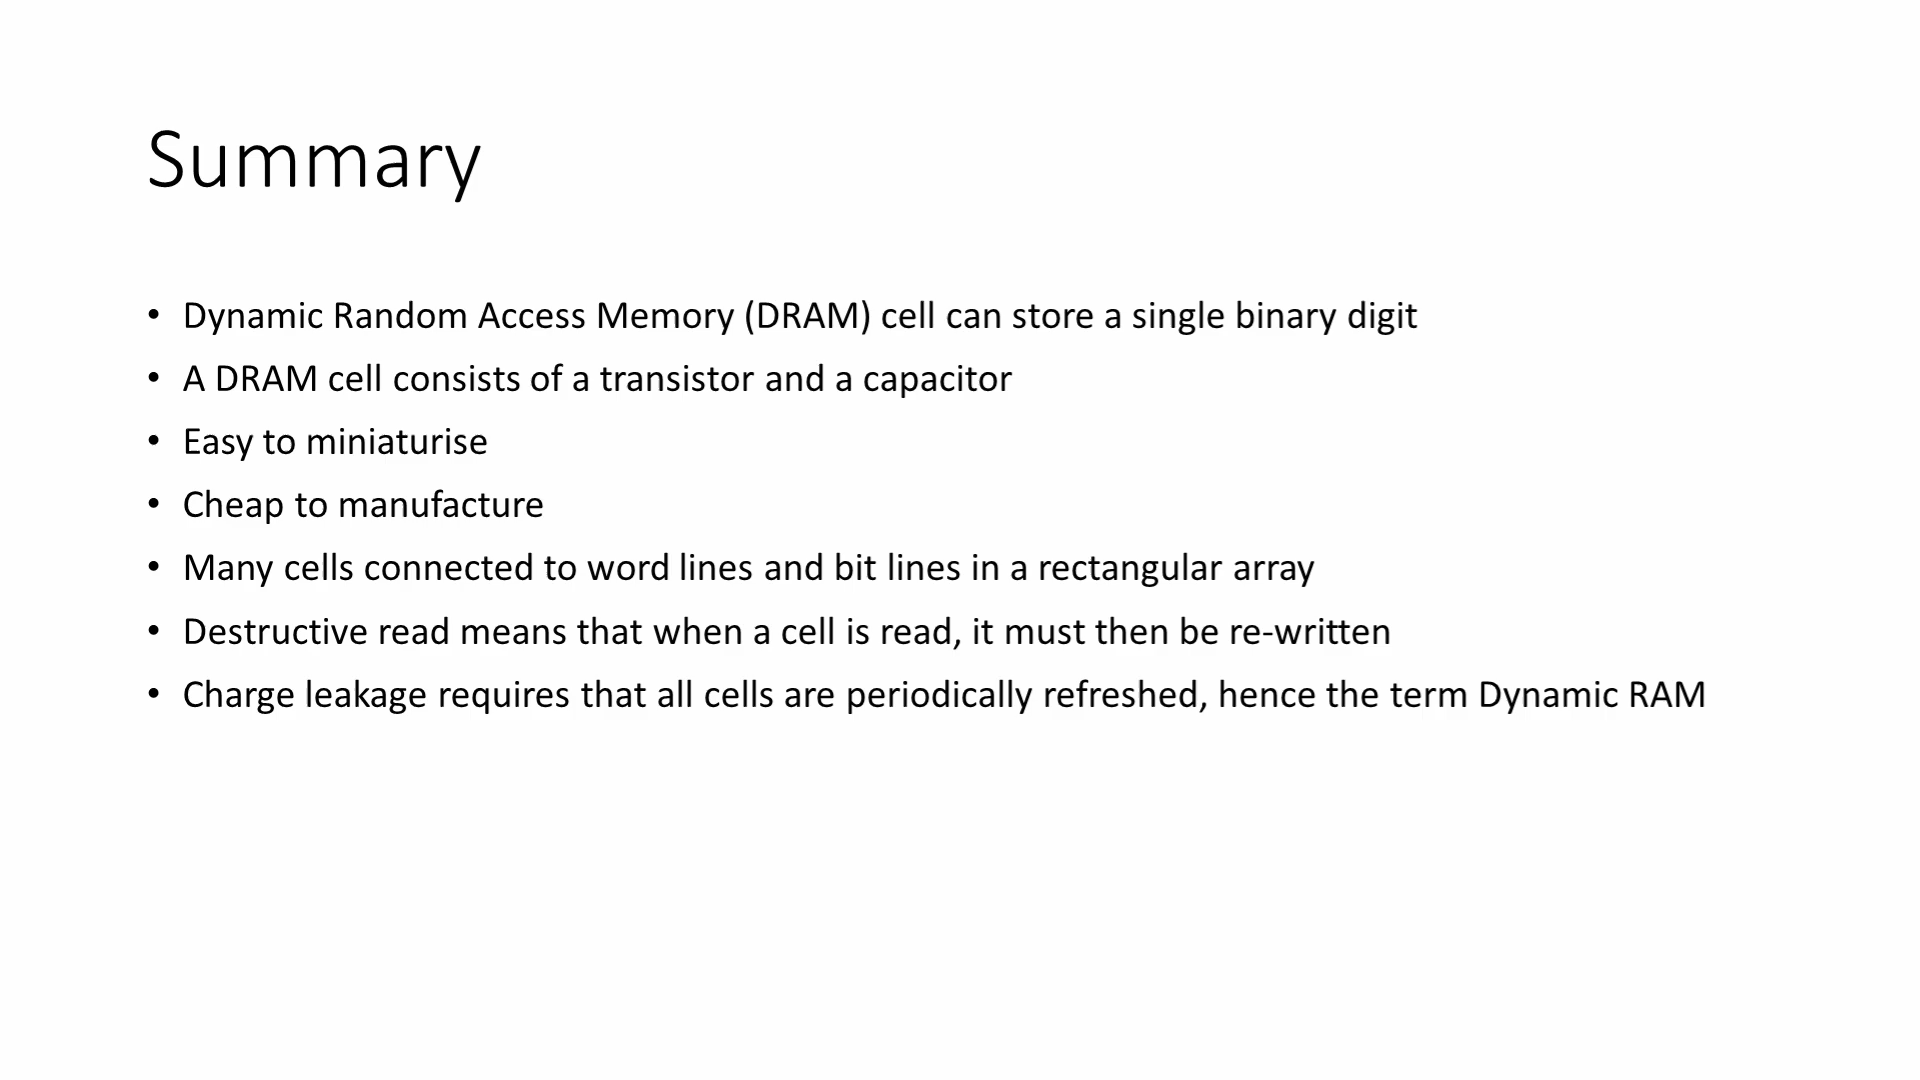 Summary
• Dynamic Random Access Memory (DRAM) cell can store a single binary digit
• A DRAM cell consists of a transistor and a capacitor
• Easy to miniaturise
• Cheap to manufacture
• Many cells connected to word lines and bit lines in a rectangular array
• Destructive read means that when a cell is read, it must then be re-written
• Charge leakage requires that all cells are periodically refreshed, hence the term Dynamic RAM